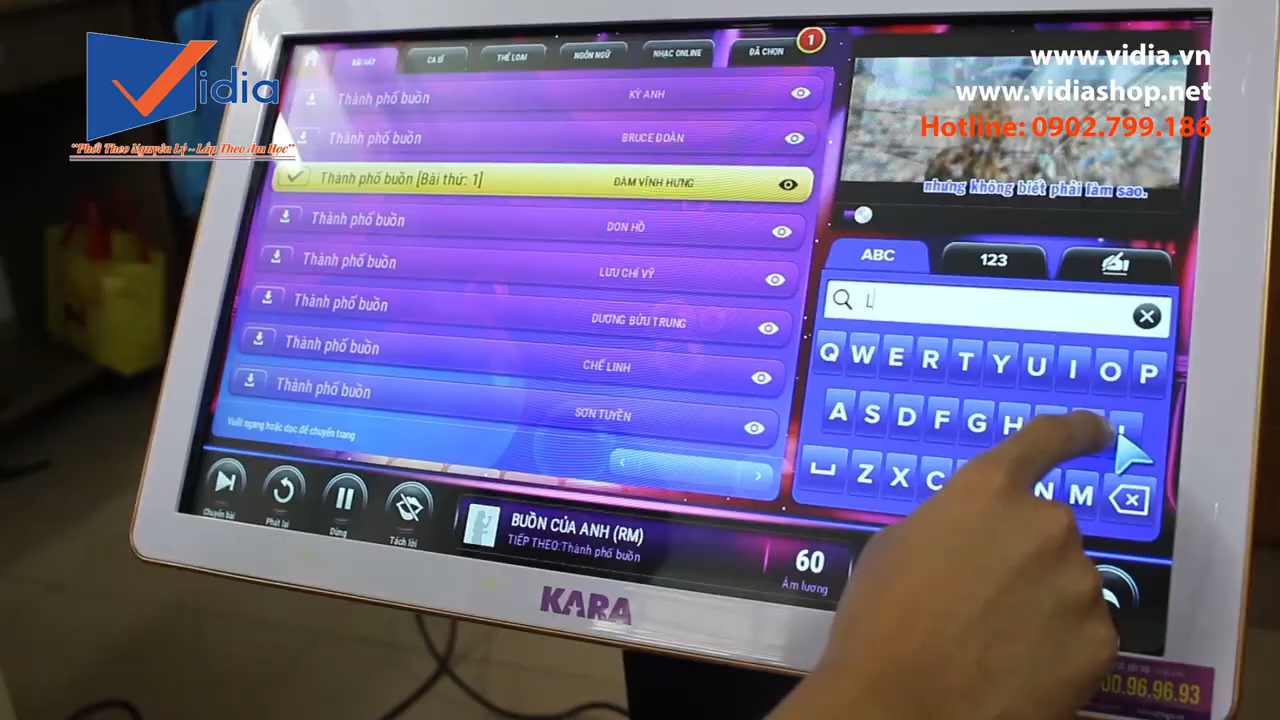 Vidia
“Phối Theo Nguyên Lý ~ Lắp Theo Âm Học”
www.vidia.vn
www.vidiashop.net
Hotline: 0902.799.186
BÀI HÁT
CA SĨ
THỂ LOẠI
NGÔN NGỮ
NHẠC ONLINE
ĐÃ CHỌN
1
Thành phố buồn KỲ ANH
Thành phố buồn BRUCE ĐOÀN
Thành phố buồn [Bài thứ: 1] ĐÀM VĨNH HƯNG
Thành phố buồn DON HỒ
Thành phố buồn LƯU CHÍ VỸ
Thành phố buồn DƯƠNG BỬU TRUNG
Thành phố buồn CHẾ LINH
Thành phố buồn SƠN TUYỀN
Vuốt ngang hoặc dọc để chuyển trang
nhưng không biết phải làm sao.
ABC
123
L
Q W E R T Y U I O P
A S D F G H L
Z X C N M
Chuyển bài
Phát lại
Dừng
Tách lời
BUỒN CỦA ANH (RM)
TIẾP THEO:Thành phố buồn
60
Âm lượng
KARA
00.96.96.93